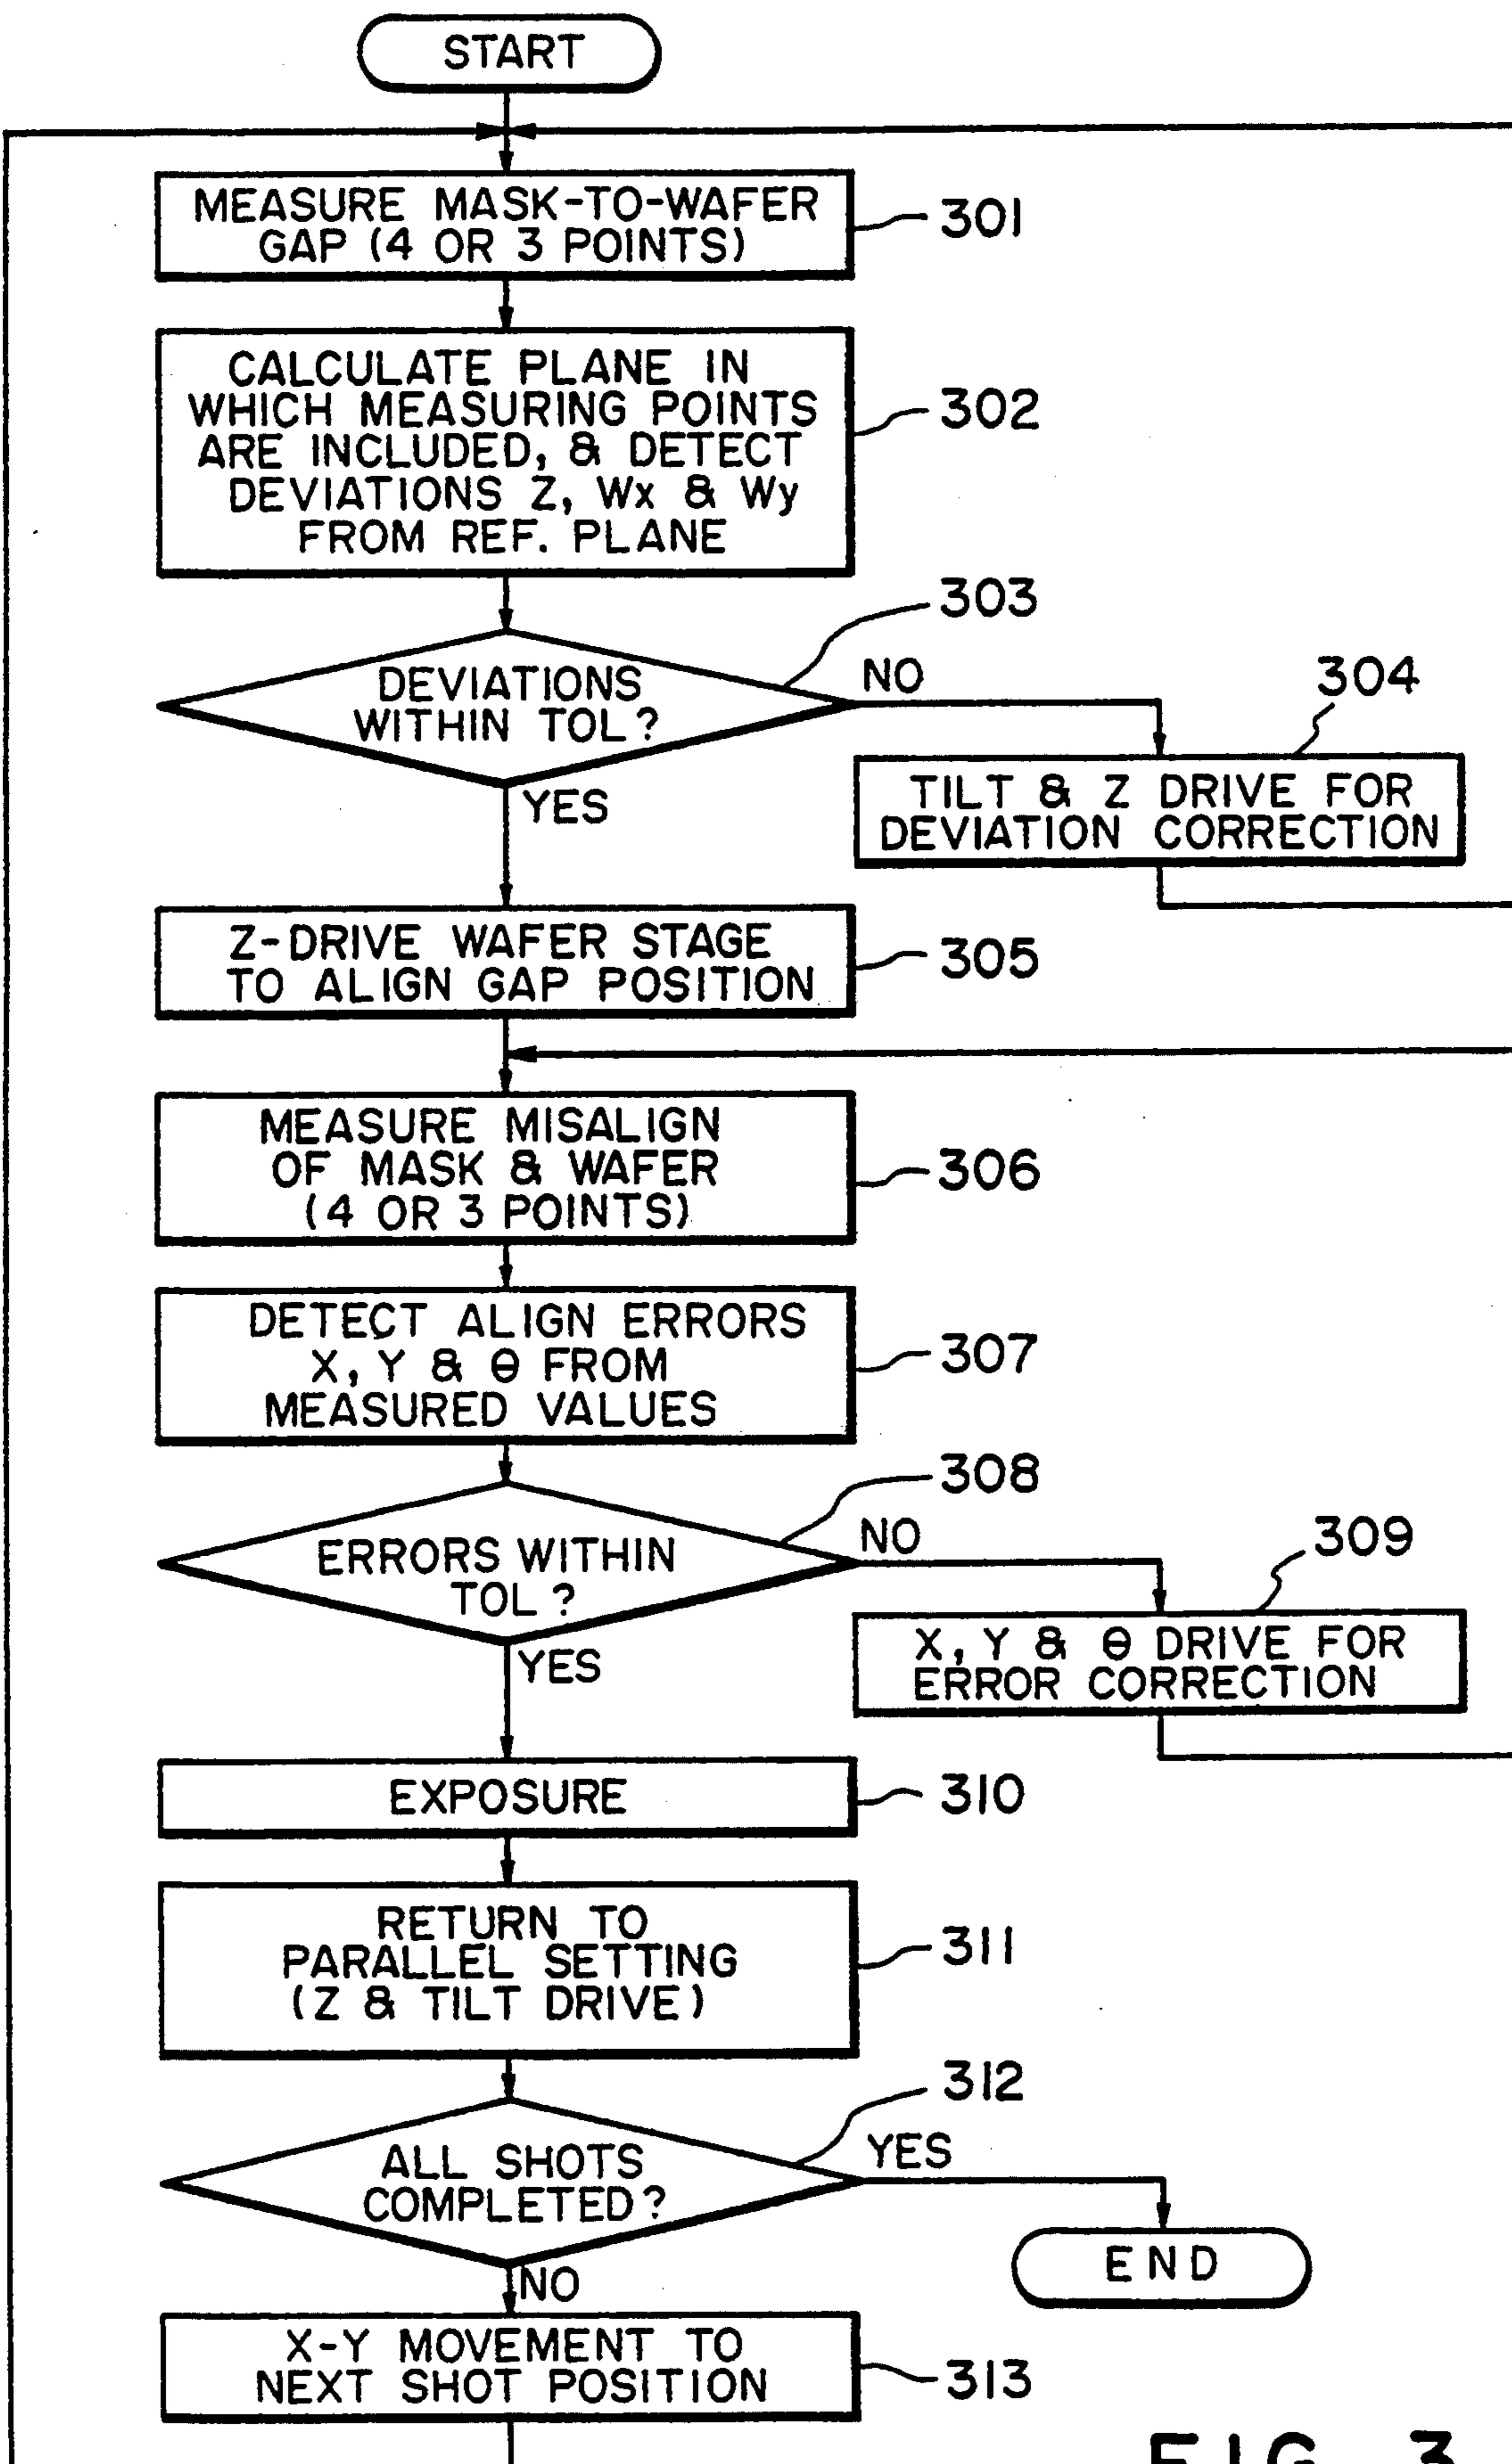 START
MEASURE MASK-TO-WAFER
GAP (4 OR 3 POINTS)
301
CALCULATE PLANE IN
WHICH MEASURING POINTS
ARE INCLUDED, & DETECT
DEVIATIONS Z, Wx & Wy
FROM REF. PLANE
302
303
DEVIATIONS
WITHIN TOL?
NO
YES
304
TILT & Z DRIVE FOR
DEVIATION CORRECTION
Z-DRIVE WAFER STAGE
TO ALIGN GAP POSITION
305
MEASURE MISALIGN
OF MASK & WAFER
(4 OR 3 POINTS)
306
DETECT ALIGN ERRORS
X, Y & θ FROM
MEASURED VALUES
307
308
ERRORS WITHIN
TOL?
NO
YES
309
X, Y & θ DRIVE FOR
ERROR CORRECTION
EXPOSURE
310
RETURN TO
PARALLEL SETTING
(Z & TILT DRIVE)
311
312
ALL SHOTS
COMPLETED?
YES
NO
END
X-Y MOVEMENT TO
NEXT SHOT POSITION
313
FIG. 3